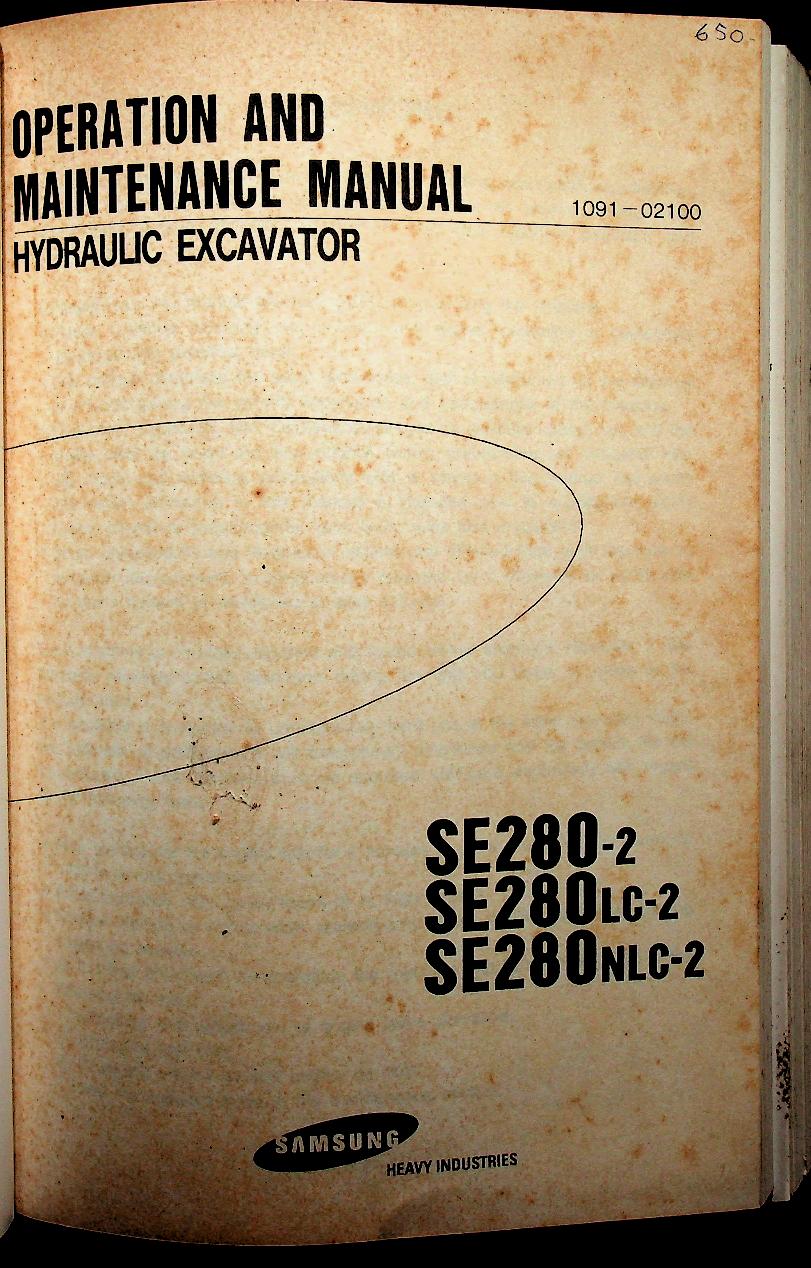 650-
OPERATION AND
MAINTENANCE MANUAL
1091-02100
HYDRAULIC EXCAVATOR
SE280-2
SE280LC-2
SE280NLC-2
SAMSUNG
HEAVY INDUSTRIES